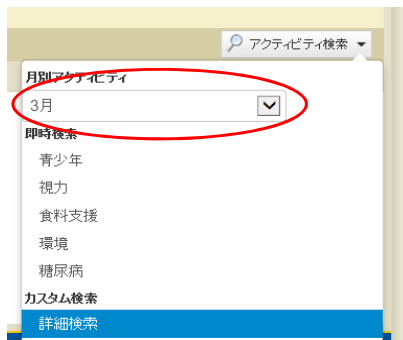 アクティビティ検索
月別アクティビティ
3月
即時検索
青少年
視力
食料支援
環境
糖尿病
カスタム検索
詳細検索